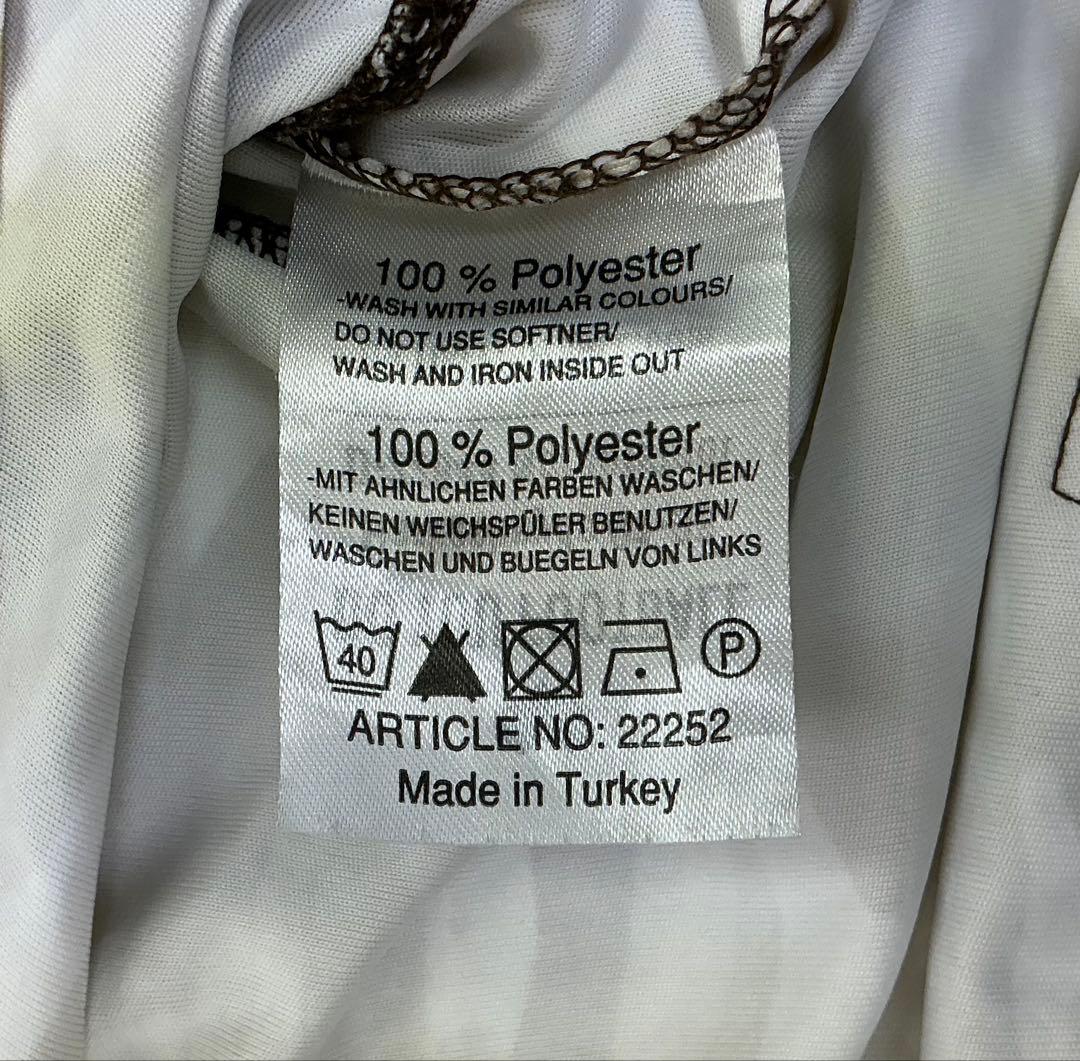 100 % Polyester
-WASH WITH SIMILAR COLOURS/
DO NOT USE SOFTNER/
WASH AND IRON INSIDE OUT
100 % Polyester
-MIT AHNLICHEN FARBEN WASCHEN/
KEINEN WEICHSPÜLER BENUTZEN/
WASCHEN UND BUEGELN VON LINKS
40 P
ARTICLE NO: 22252
Made in Turkey